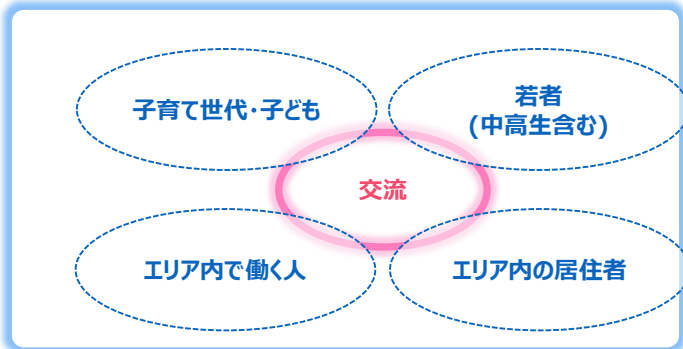 子育て世代・子ども
若者
(中高生含む)
交流
エリア内で働く人
エリア内の居住者